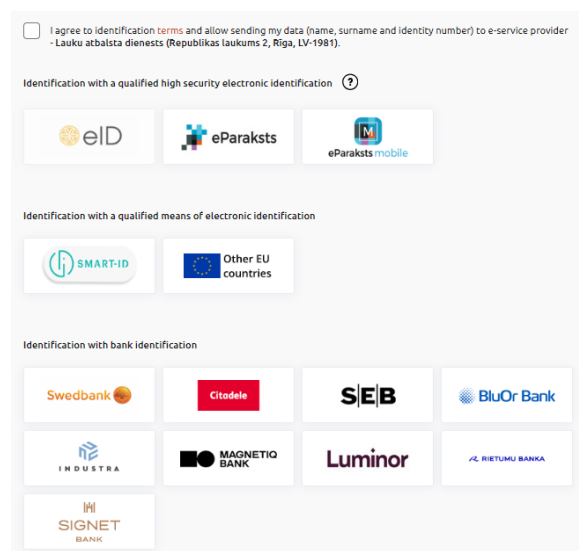 I agree to identification terms and allow sending my data (name, surname and identity number) to e-service provider
- Lauku atbalsta dienests (Republikas laukums 2, Rīga, LV-1981).
Identification with a qualified high security electronic identification ?
eID
eParaksts
M
eParaksts mobile
Identification with a qualified means of electronic identification
SMART-ID
Other EU
countries
Identification with bank identification
Swedbank
Citadele
SEB
BluOr Bank
INDUSTRA
MAGNETIQ
BANK
Luminor
RIETUMU BANKA
SIGNET
BANK